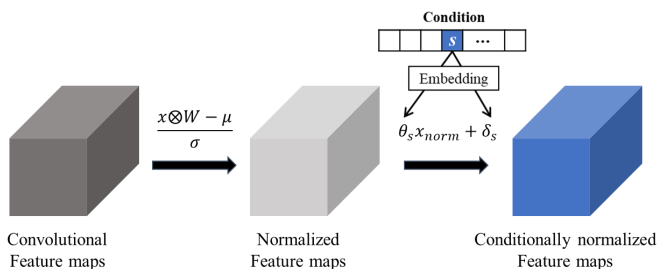 Condition
s ...
Embedding
x⊗W − μ
σ
θ_s x_norm + δ_s
Convolutional
Feature maps
Normalized
Feature maps
Conditionally normalized
Feature maps